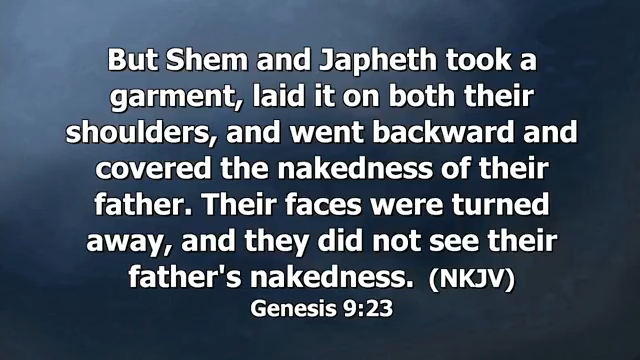 But Shem and Japheth took a
garment, laid it on both their
shoulders, and went backward and
covered the nakedness of their
father. Their faces were turned
away, and they did not see their
father's nakedness. (NKJV)
Genesis 9:23